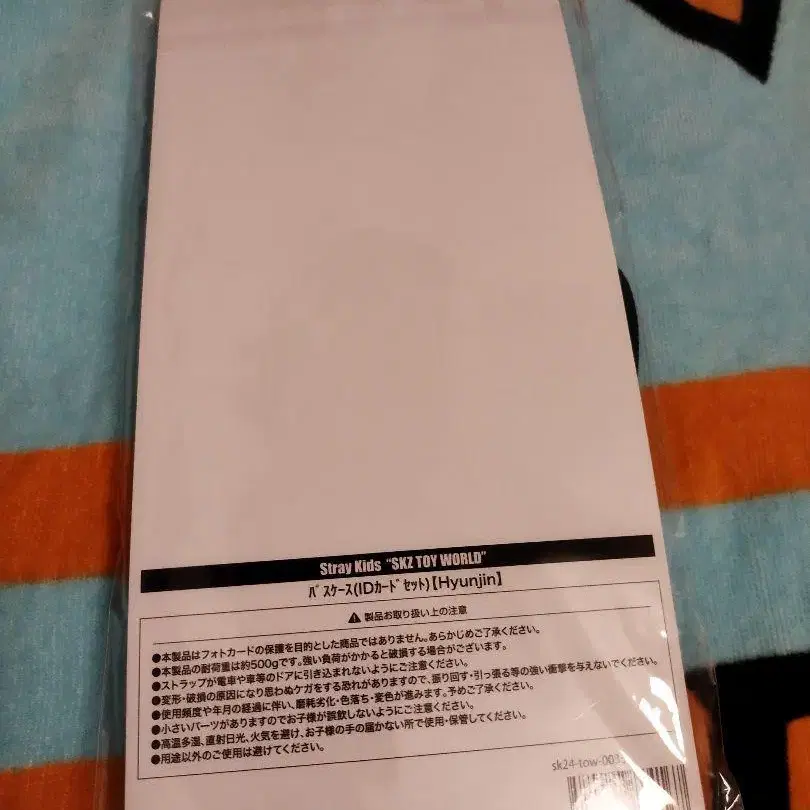 Stray Kids “SKZ TOY WORLD”
ﾊﾟｽｹｰｽ(IDｶｰﾄﾞｾｯﾄ)【Hyunjin】
⚠ 製品お取り扱い上の注意
●本製品はフォトカードの保護を目的とした商品ではありません。あらかじめご了承ください。
●本製品の耐荷重は約500gです。強い負荷がかかると破損する場合がございます。
●ストラップが電車や車等のドアに引き込まれないようにご注意ください。
●変形・破損の原因になり思わぬケガをする恐れがありますので、振り回す・引っ張る等の強い衝撃を与えないでください。
●使用頻度や年月の経過に伴い、磨耗劣化・色落ち・変色が進みます。予めご了承ください。
●小さいパーツがありますのでお子様が誤飲しないようにご注意ください。
●高温多湿、直射日光、火気を避け、お子様の手の届かない所で使用・保管してください。
●用途以外のご使用は避けてください。
sk24-tow-003